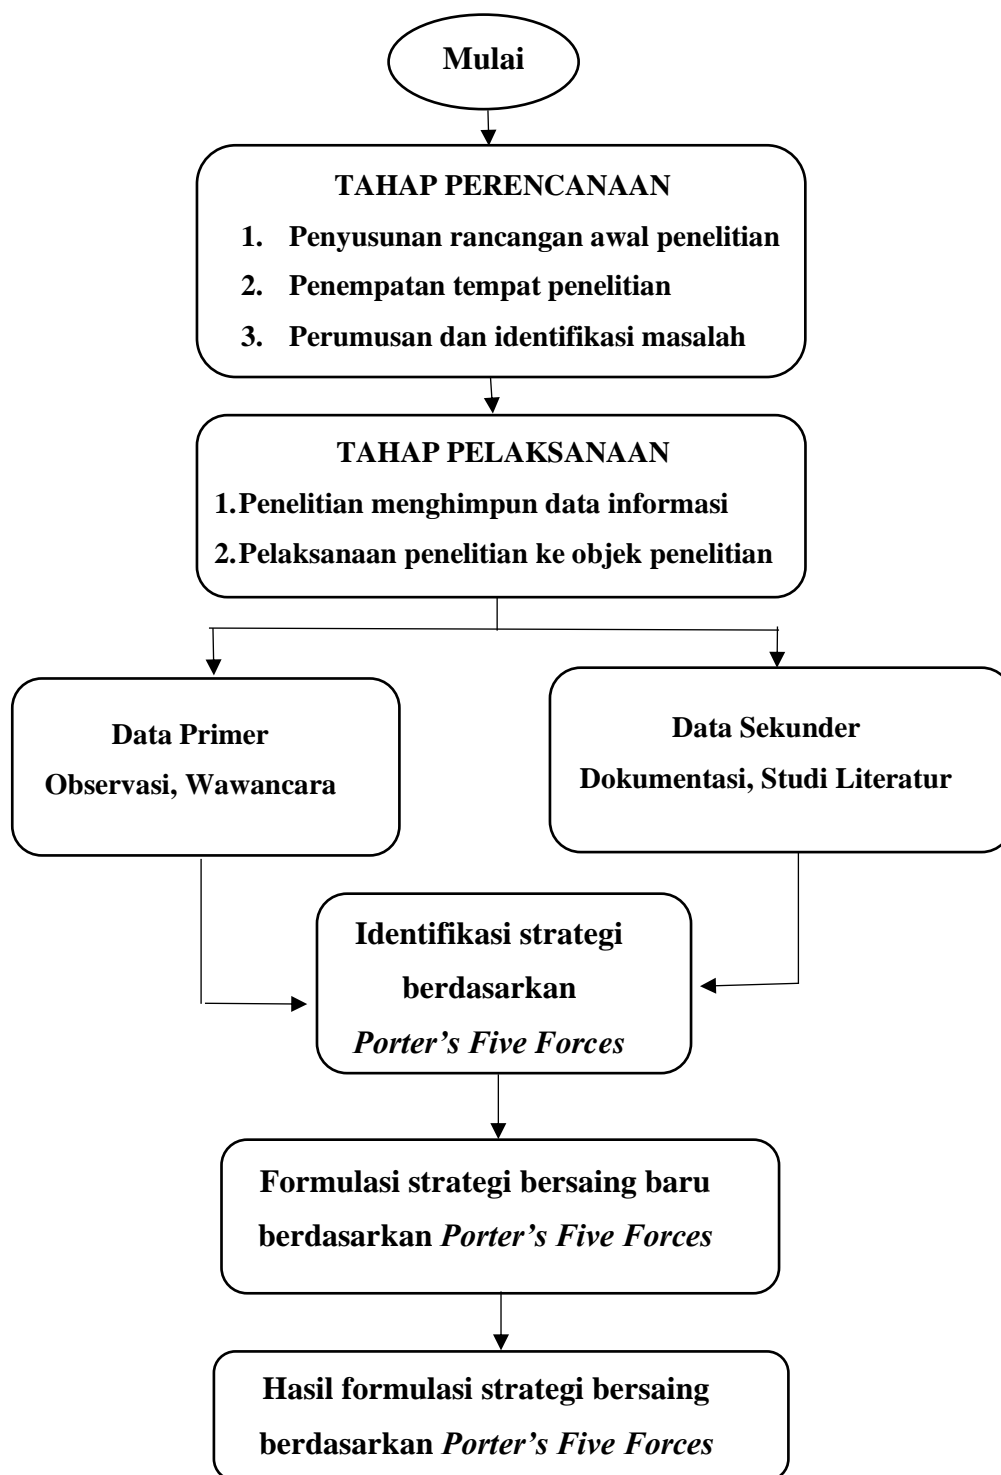 Mulai
TAHAP PERENCANAAN
1. Penyusunan rancangan awal penelitian
2. Penempatan tempat penelitian
3. Perumusan dan identifikasi masalah
TAHAP PELAKSANAAN
1. Penelitian menghimpun data informasi
2. Pelaksanaan penelitian ke objek penelitian
Data Primer
Observasi, Wawancara
Data Sekunder
Dokumentasi, Studi Literatur
Identifikasi strategi
berdasarkan
Porter’s Five Forces
Formulasi strategi bersaing baru
berdasarkan Porter’s Five Forces
Hasil formulasi strategi bersaing
berdasarkan Porter’s Five Forces